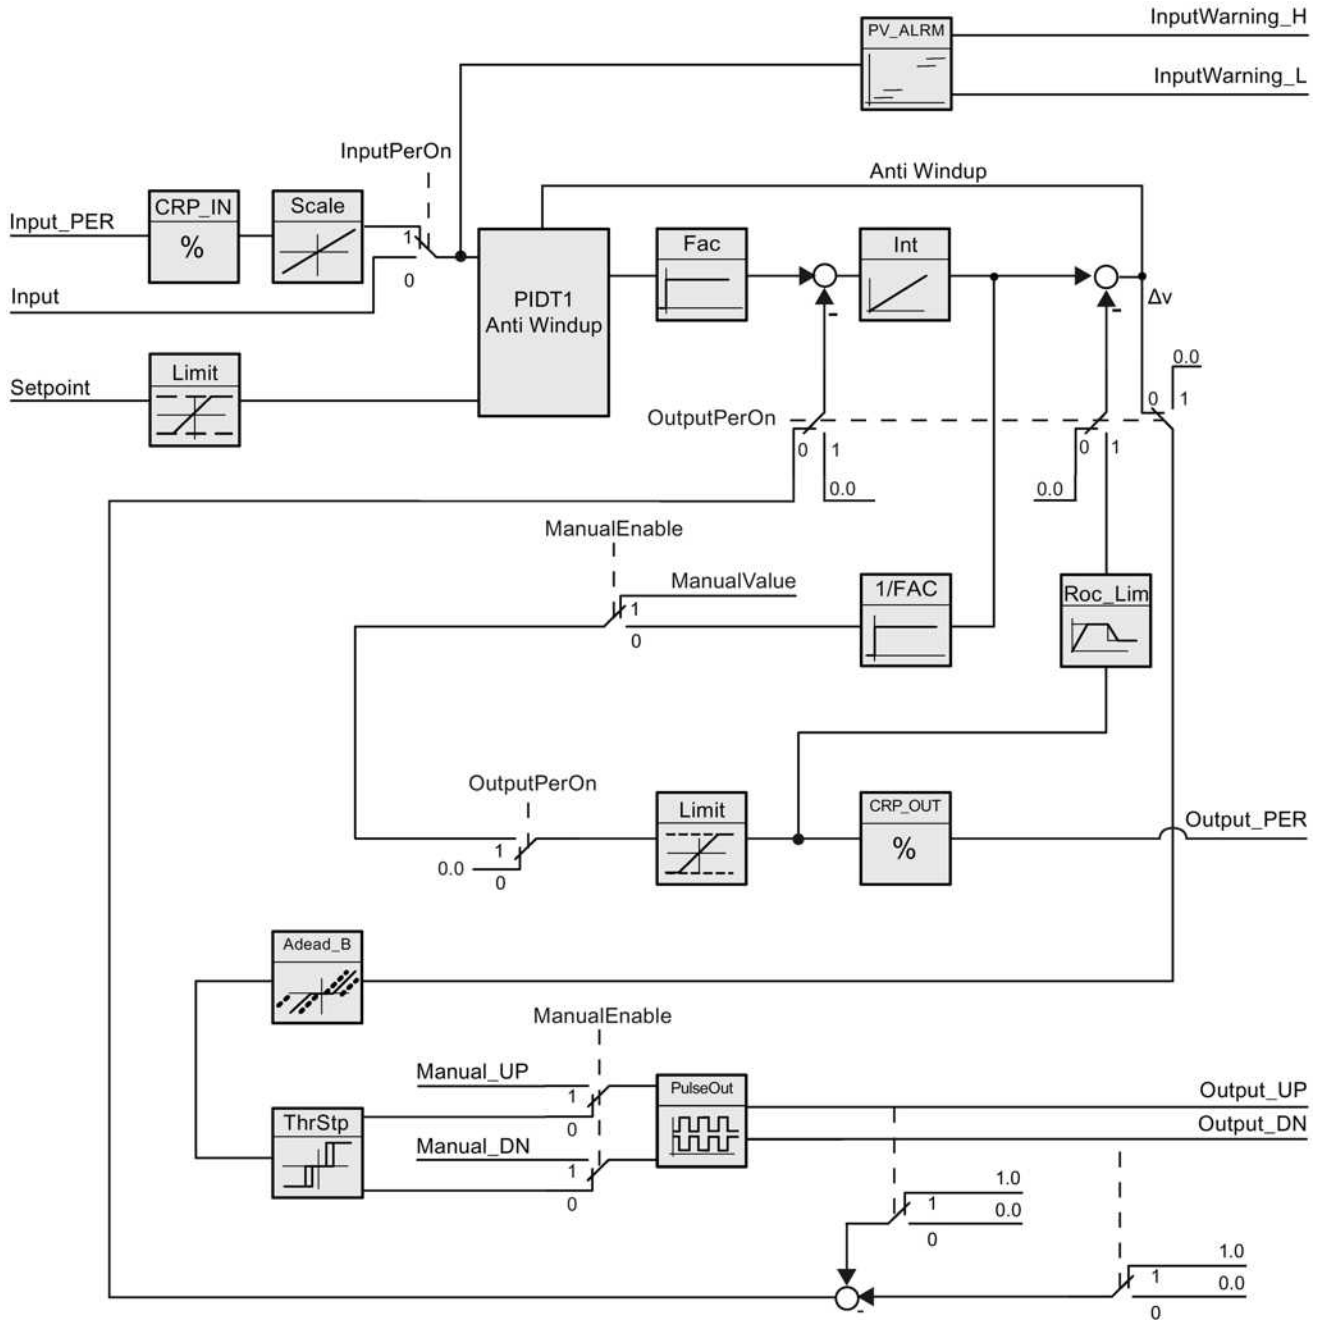 InputWarning_H
PV_ALRM
InputWarning_L
InputPerOn
Anti Windup
Input_PER
CRP_IN
%
Scale
1
0
Input
PIDT1
Anti Windup
Fac
Int
-
-
Δv
Setpoint
Limit
0.0
OutputPerOn
0
1
0
1
0
1
0.0
0.0
ManualEnable
ManualValue
1
0
1/FAC
Roc_Lim
OutputPerOn
1
0.0
0
Limit
CRP_OUT
%
Output_PER
Adead_B
ManualEnable
Manual_UP
1
0
PulseOut
Output_UP
Output_DN
ThrStp
Manual_DN
1
0
1.0
1
0.0
0
1.0
1
0.0
0
-